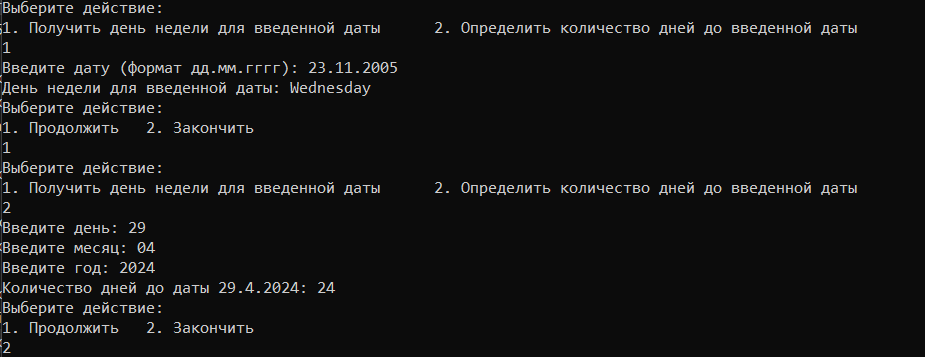 Выберите действие:
1. Получить день недели для введенной даты      2. Определить количество дней до введенной даты
1
Введите дату (формат дд.мм.гггг): 23.11.2005
День недели для введенной даты: Wednesday
Выберите действие:
1. Продолжить   2. Закончить
1
Выберите действие:
1. Получить день недели для введенной даты      2. Определить количество дней до введенной даты
2
Введите день: 29
Введите месяц: 04
Введите год: 2024
Количество дней до даты 29.4.2024: 24
Выберите действие:
1. Продолжить   2. Закончить
2